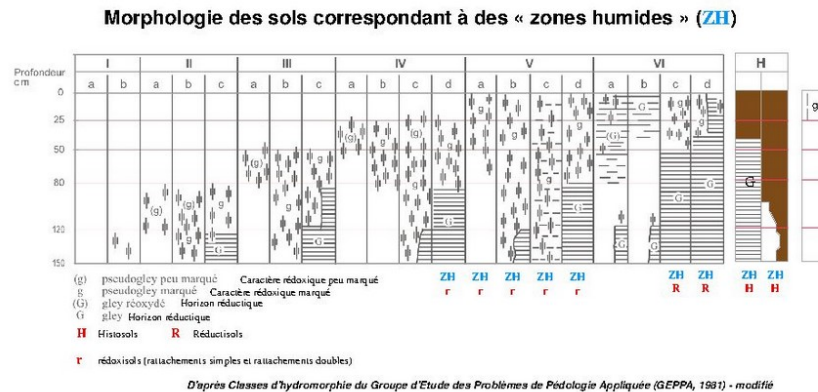 Morphologie des sols correspondant à des « zones humides » (ZH)
I II III IV V VI H
Profondeur
cm
a b a b c a b c a b c d a b c d a b c d
0
25
50
80
120
150
(g) (g) g (g) g g (g) g (g) g g g g g (G) G g g g
g g G G G G G G G G G G
ZH ZH ZH ZH ZH ZH ZH ZH ZH
r r r r r R R H H
(g) pseudogley peu marqué Caractère rédoxique peu marqué
g pseudogley marqué Caractère rédoxique marqué
(G) gley réoxydé Horizon réductique
G gley Horizon réductique
H Histosols R Réductisols
r rédoxisols (rattachements simples et rattachements doubles)
D'après Classes d'hydromorphie du Groupe d'Etude des Problèmes de Pédologie Appliquée (GEPPA, 1981) - modifié